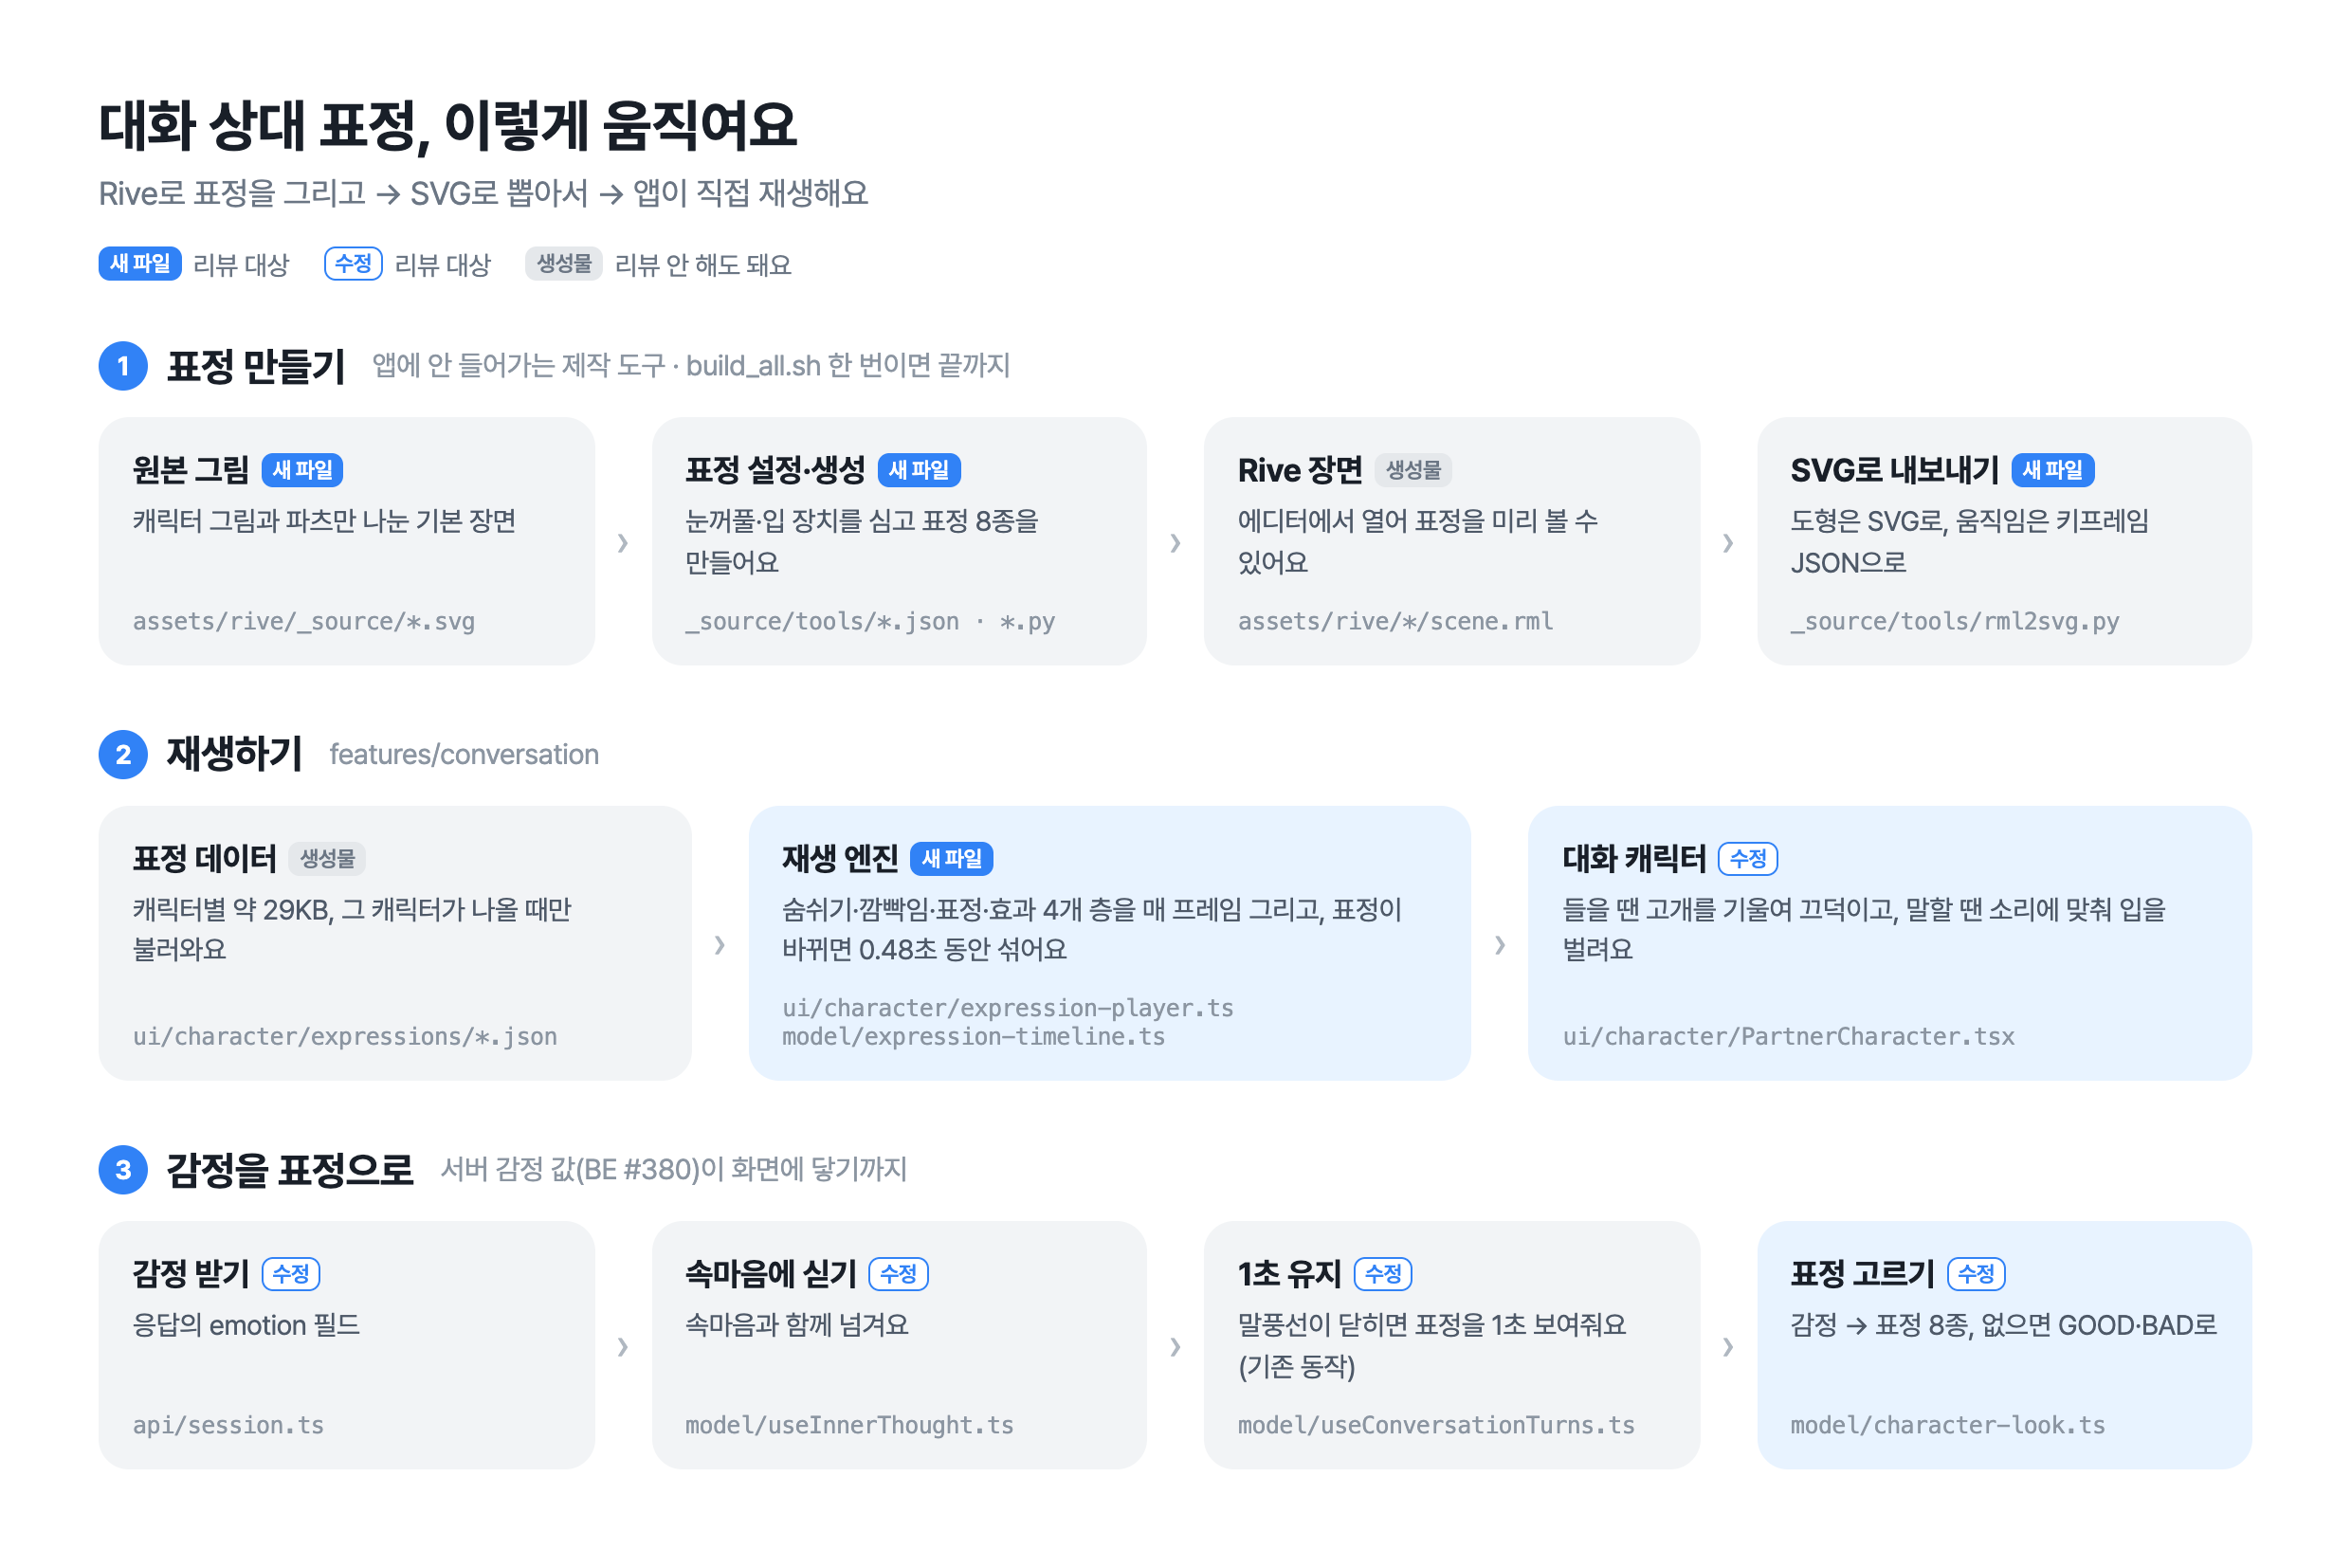 대화 상대 표정, 이렇게 움직여요
Rive로 표정을 그리고 → SVG로 뽑아서 → 앱이 직접 재생해요
새 파일 리뷰 대상 수정 리뷰 대상 생성물 리뷰 안 해도 돼요
1 표정 만들기 앱에 안 들어가는 제작 도구 · build_all.sh 한 번이면 끝까지
원본 그림 새 파일
캐릭터 그림과 파츠만 나눈 기본 장면
assets/rive/_source/*.svg
›
표정 설정·생성 새 파일
눈꺼풀·입 장치를 심고 표정 8종을
만들어요
_source/tools/*.json · *.py
›
Rive 장면 생성물
에디터에서 열어 표정을 미리 볼 수
있어요
assets/rive/*/scene.rml
›
SVG로 내보내기 새 파일
도형은 SVG로, 움직임은 키프레임
JSON으로
_source/tools/rml2svg.py
2 재생하기 features/conversation
표정 데이터 생성물
캐릭터별 약 29KB, 그 캐릭터가 나올 때만
불러와요
ui/character/expressions/*.json
›
재생 엔진 새 파일
숨쉬기·깜빡임·표정·효과 4개 층을 매 프레임 그리고, 표정이
바뀌면 0.48초 동안 섞어요
ui/character/expression-player.ts
model/expression-timeline.ts
›
대화 캐릭터 수정
들을 땐 고개를 기울여 끄덕이고, 말할 땐 소리에 맞춰 입을
벌려요
ui/character/PartnerCharacter.tsx
3 감정을 표정으로 서버 감정 값(BE #380)이 화면에 닿기까지
감정 받기 수정
응답의 emotion 필드
api/session.ts
›
속마음에 싣기 수정
속마음과 함께 넘겨요
model/useInnerThought.ts
›
1초 유지 수정
말풍선이 닫히면 표정을 1초 보여줘요
(기존 동작)
model/useConversationTurns.ts
›
표정 고르기 수정
감정 → 표정 8종, 없으면 GOOD·BAD로
model/character-look.ts